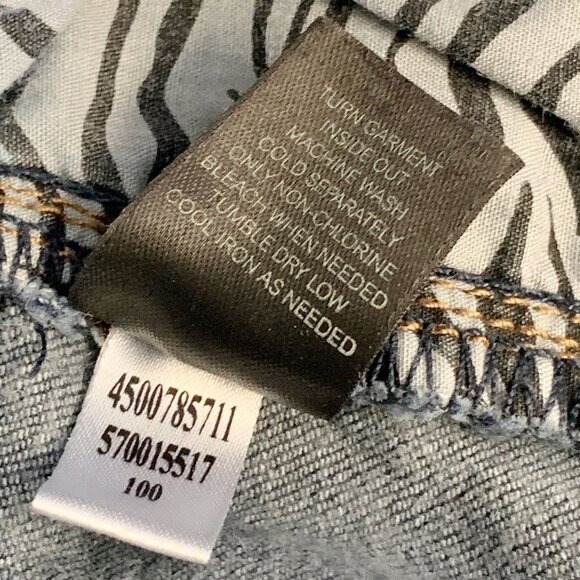 TURN GARMENT
INSIDE OUT
MACHINE WASH
COLD SEPARATELY
ONLY NON-CHLORINE
BLEACH WHEN NEEDED
TUMBLE DRY LOW
COOL IRON AS NEEDED
4500785711
570015517
100